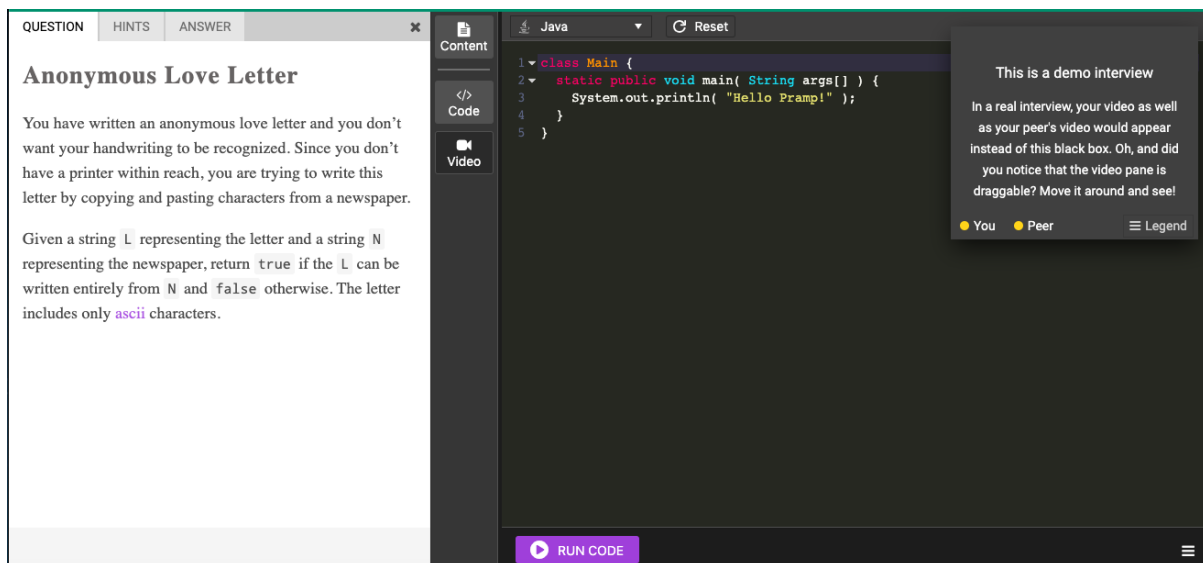 QUESTION
HINTS
ANSWER
Anonymous Love Letter
You have written an anonymous love letter and you don’t
want your handwriting to be recognized. Since you don’t
have a printer within reach, you are trying to write this
letter by copying and pasting characters from a newspaper.
Given a string L representing the letter and a string N
representing the newspaper, return true if the L can be
written entirely from N and false otherwise. The letter
includes only ascii characters.
Content
</>
Code
Video
Java
Reset
1 class Main {
2 static public void main( String args[] ) {
3 System.out.println( "Hello Pramp!" );
4 }
5 }
This is a demo interview
In a real interview, your video as well
as your peer's video would appear
instead of this black box. Oh, and did
you notice that the video pane is
draggable? Move it around and see!
You
Peer
Legend
RUN CODE